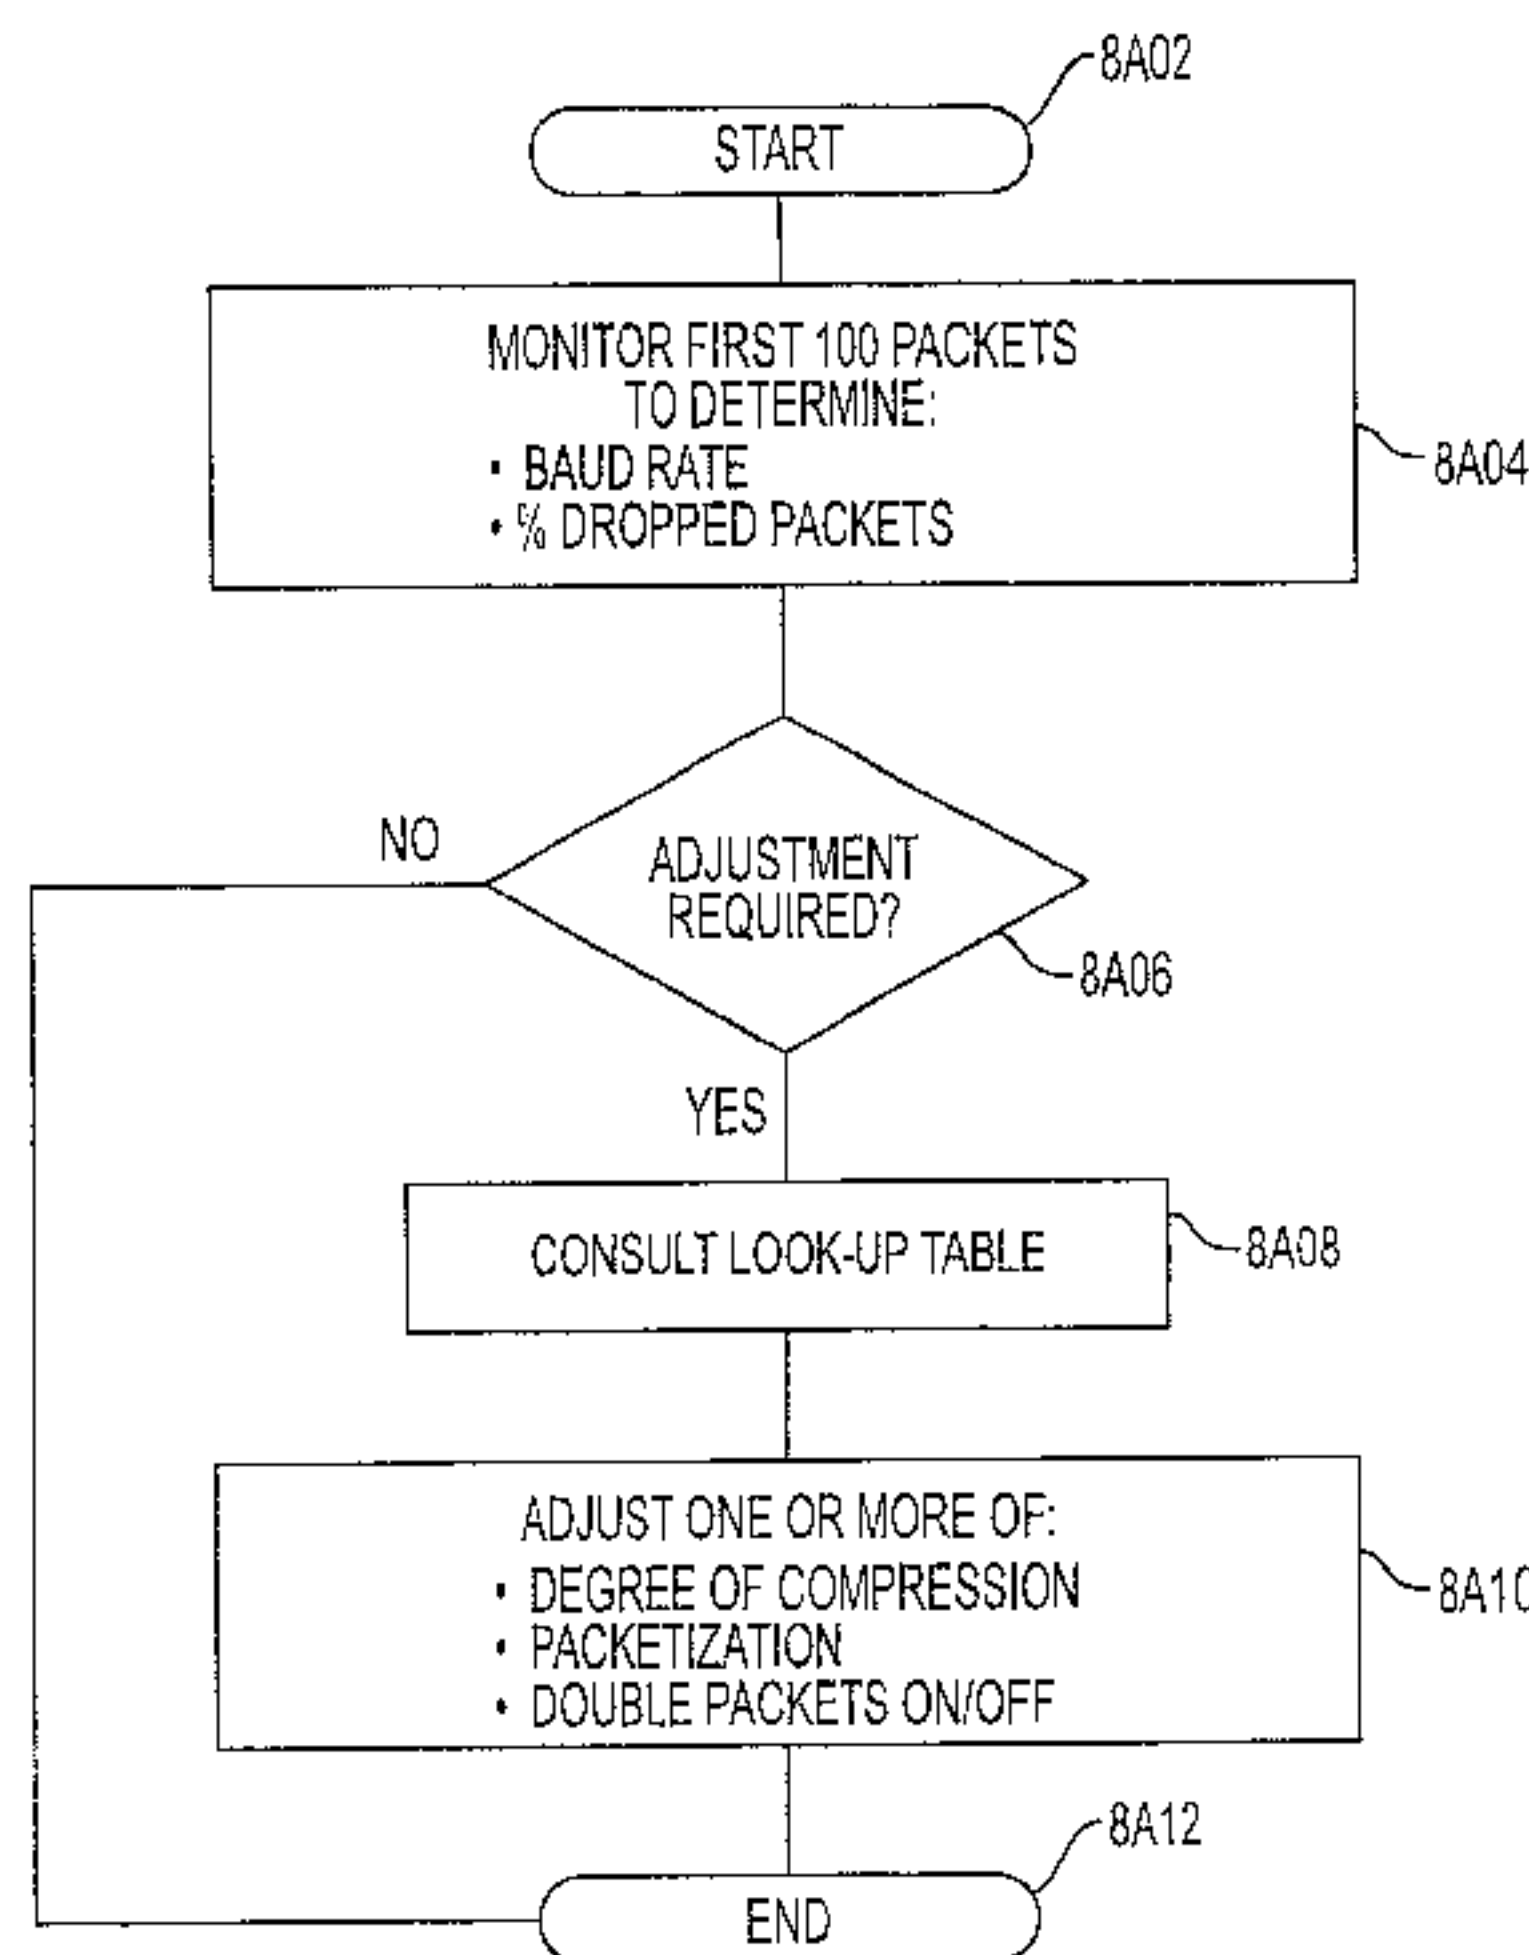 8A02
START
MONITOR FIRST 100 PACKETS
TO DETERMINE:
• BAUD RATE
• % DROPPED PACKETS
8A04
NO
ADJUSTMENT
REQUIRED?
8A06
YES
CONSULT LOOK-UP TABLE
8A08
ADJUST ONE OR MORE OF:
• DEGREE OF COMPRESSION
• PACKETIZATION
• DOUBLE PACKETS ON/OFF
8A10
8A12
END